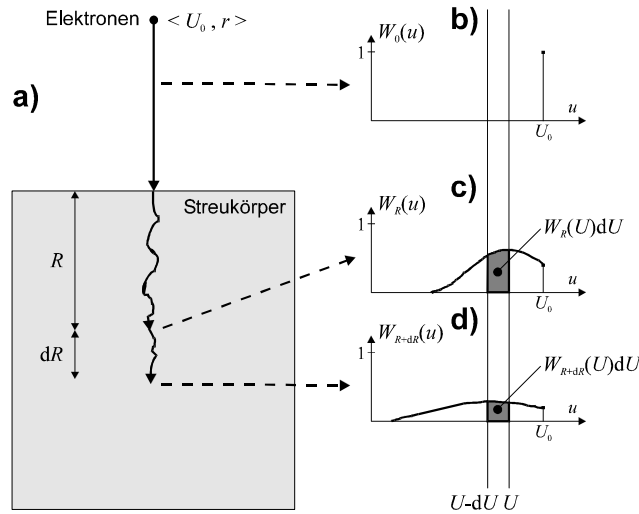 a)
Elektronen
< U₀ , r >
Streukörper
R
dR
b)
W₀(u)
1
u
U₀
c)
W_R(u)
1
W_R(U)dU
u
U₀
d)
W_{R+dR}(u)
1
W_{R+dR}(U)dU
u
U₀
U-dU U